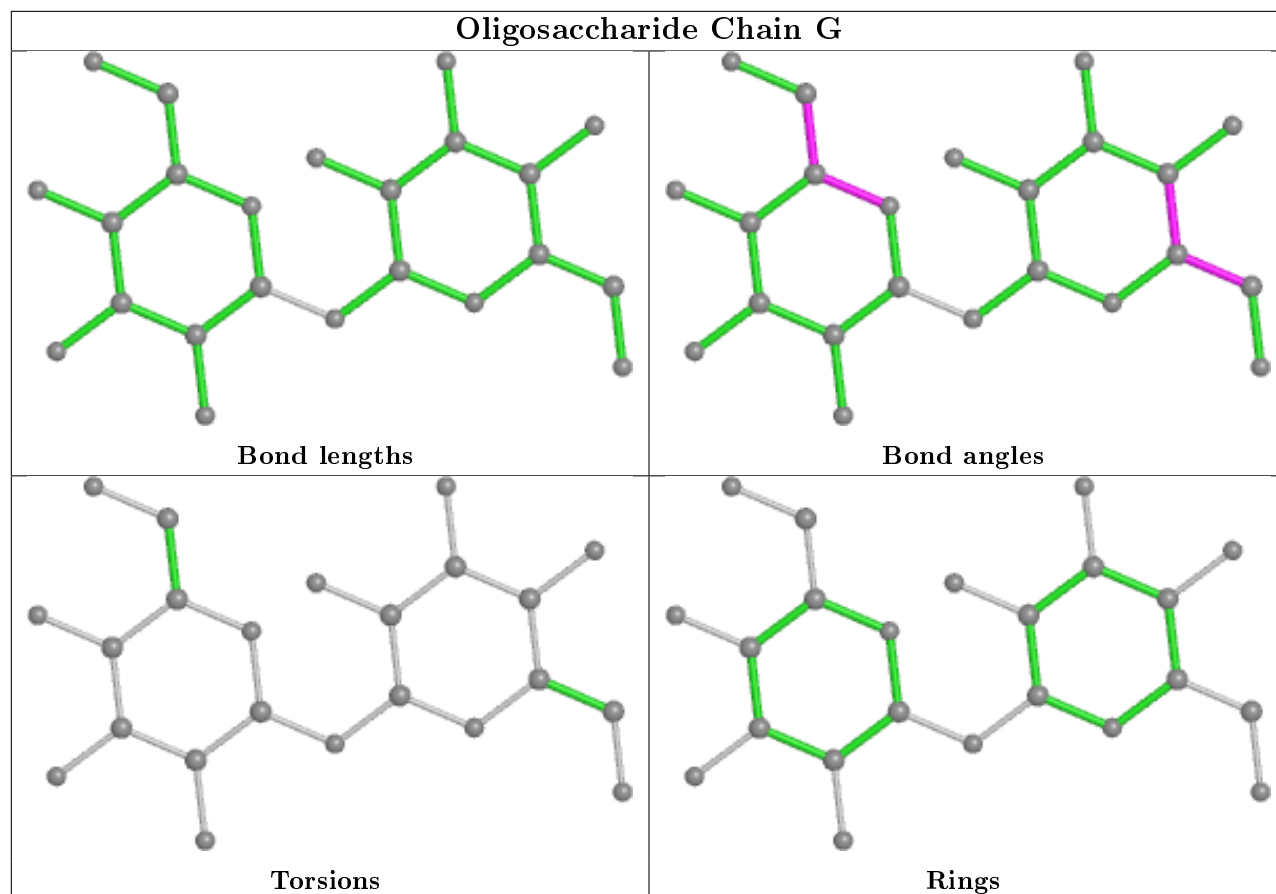 Oligosaccharide Chain G
Bond lengths
Bond angles
Torsions
Rings